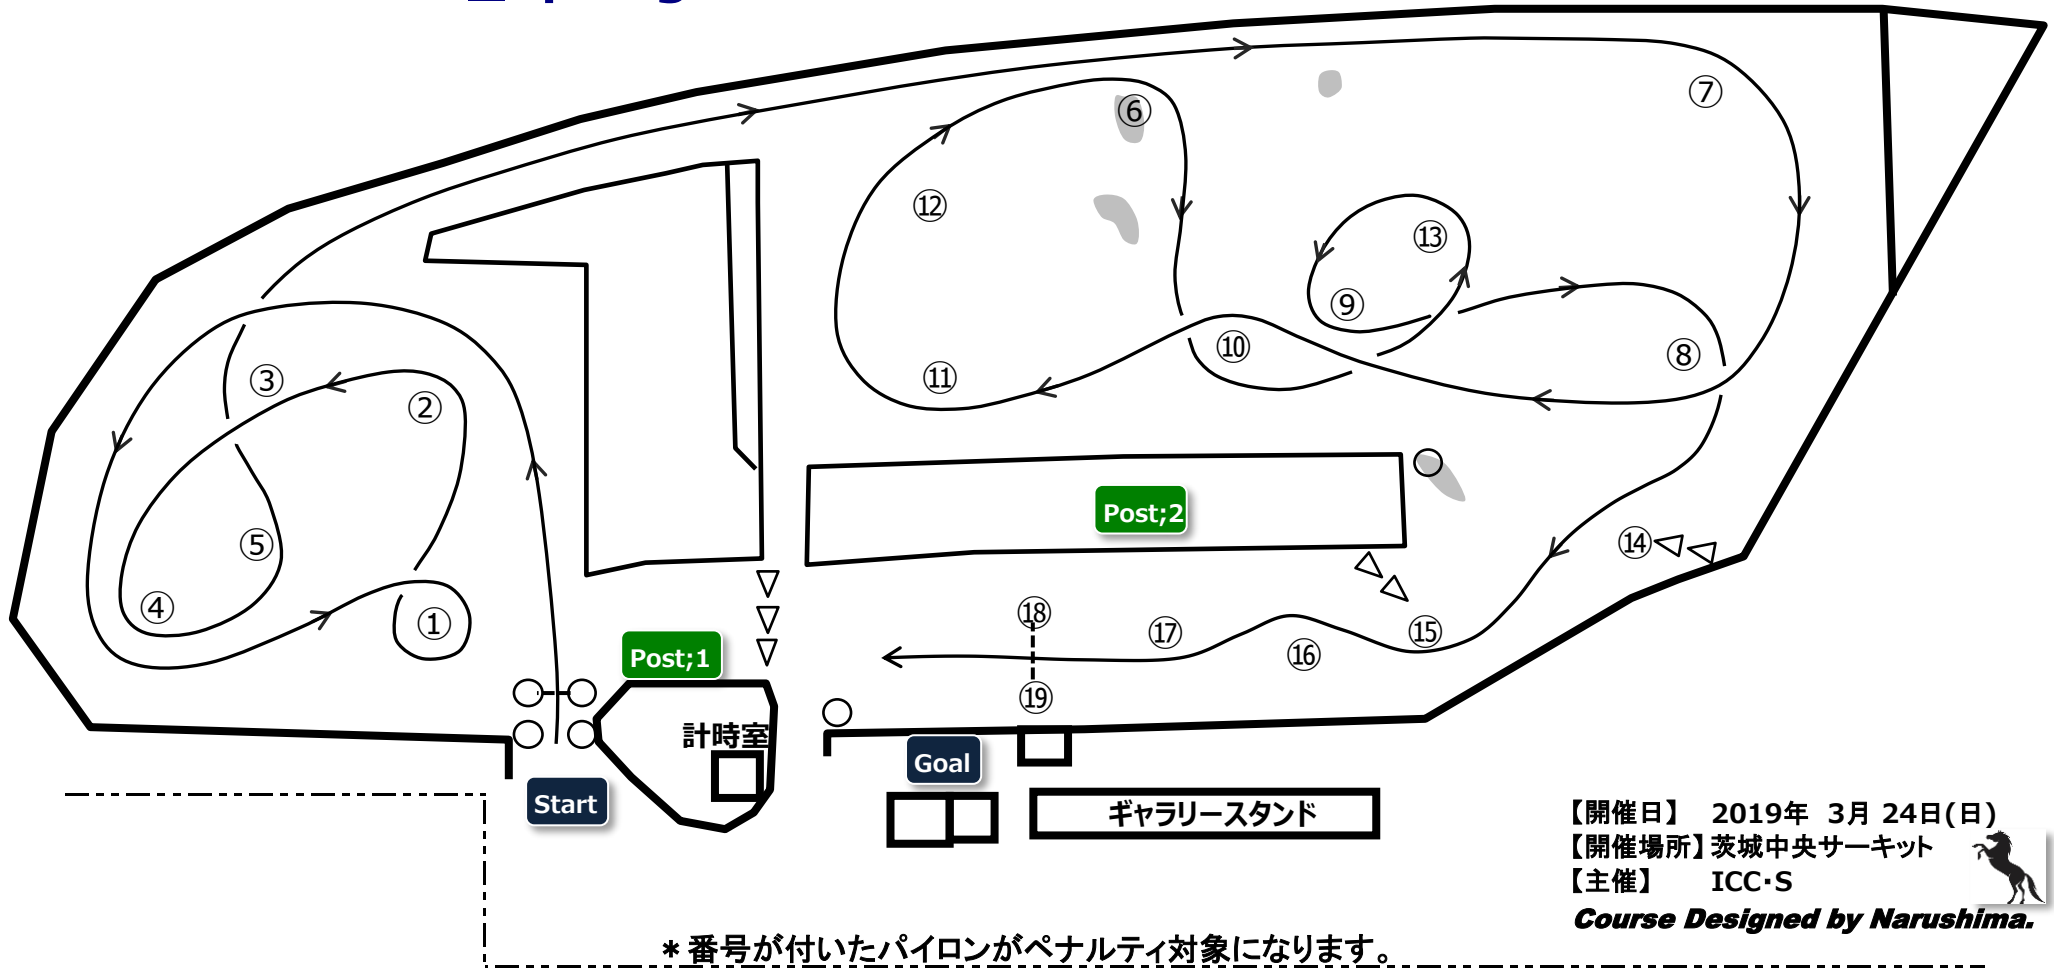 ⑥
⑦
⑫
⑬
⑨
⑩
⑧
③
⑪
②
Post;2
⑤
⑭
④
①
⑱
⑰
⑮
⑯
Post;1
⑲
計時室
Goal
Start
ギャラリースタンド
【開催日】 2019年 3月 24日(日)
【開催場所】茨城中央サーキット
【主催】 ICC・S
Course Designed by Narushima.
*番号が付いたパイロンがペナルティ対象になります。